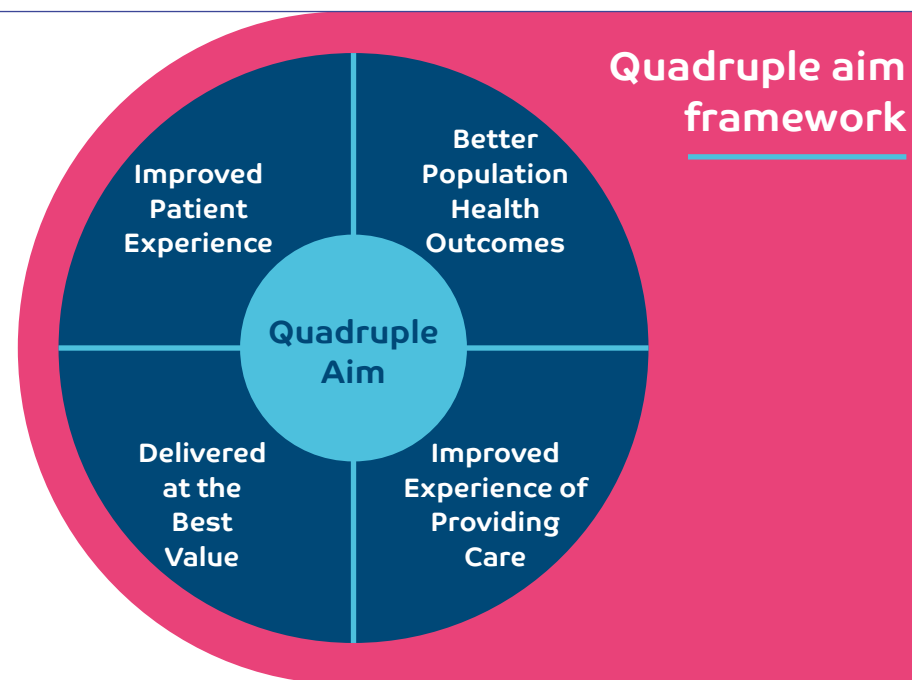 Quadruple aim
framework
Improved
Patient
Experience
Better
Population
Health
Outcomes
Quadruple
Aim
Delivered
at the
Best
Value
Improved
Experience of
Providing
Care